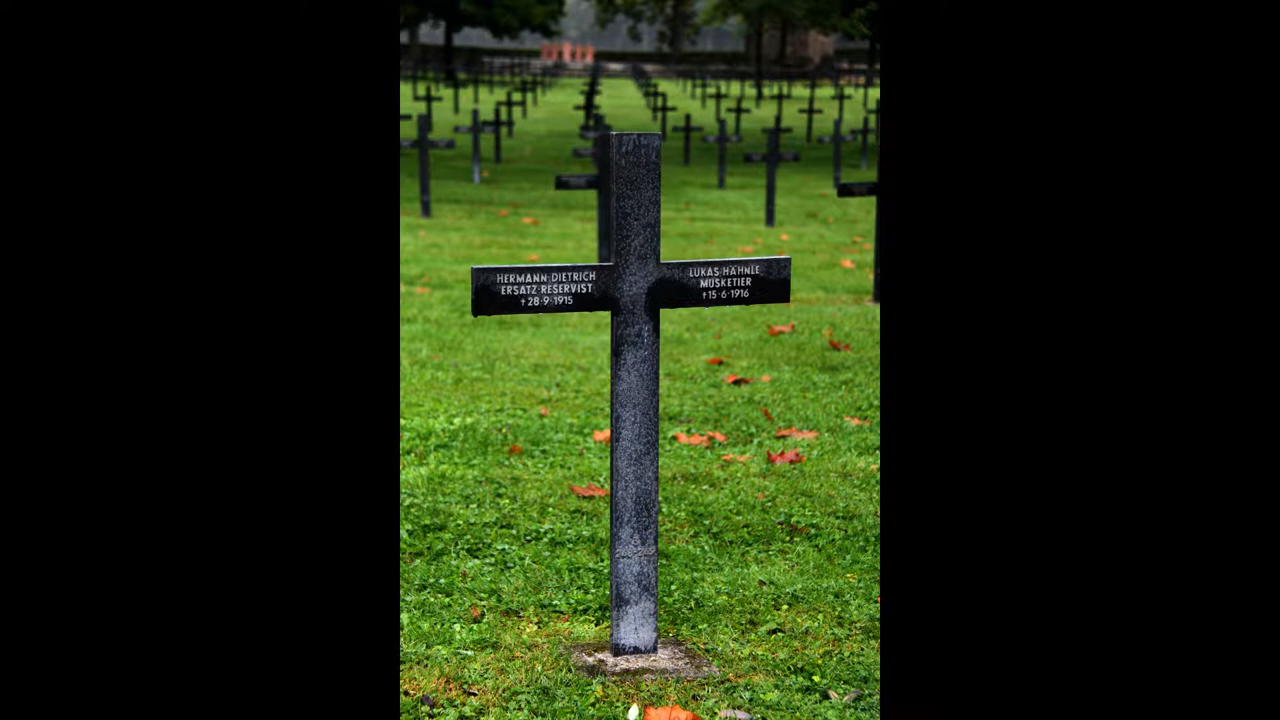 HERMANN DIETRICH
ERSATZ-RESERVIST
† 28·9·1915
LUKAS HÄHNLE
MUSKETIER
† 15·6·1916